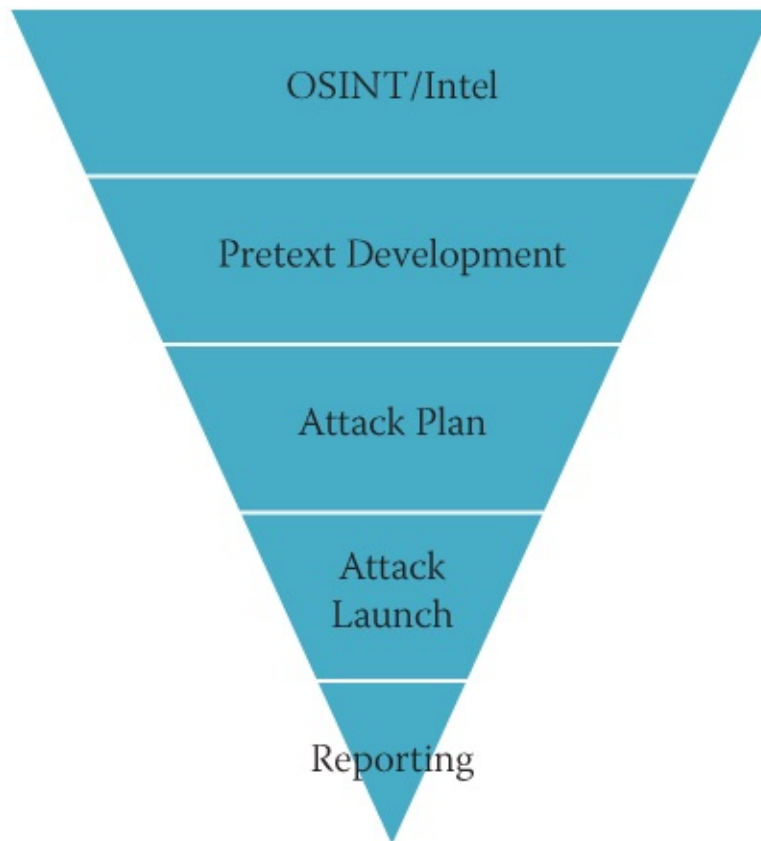 OSINT/Intel
Pretext Development
Attack Plan
Attack
Launch
Reporting